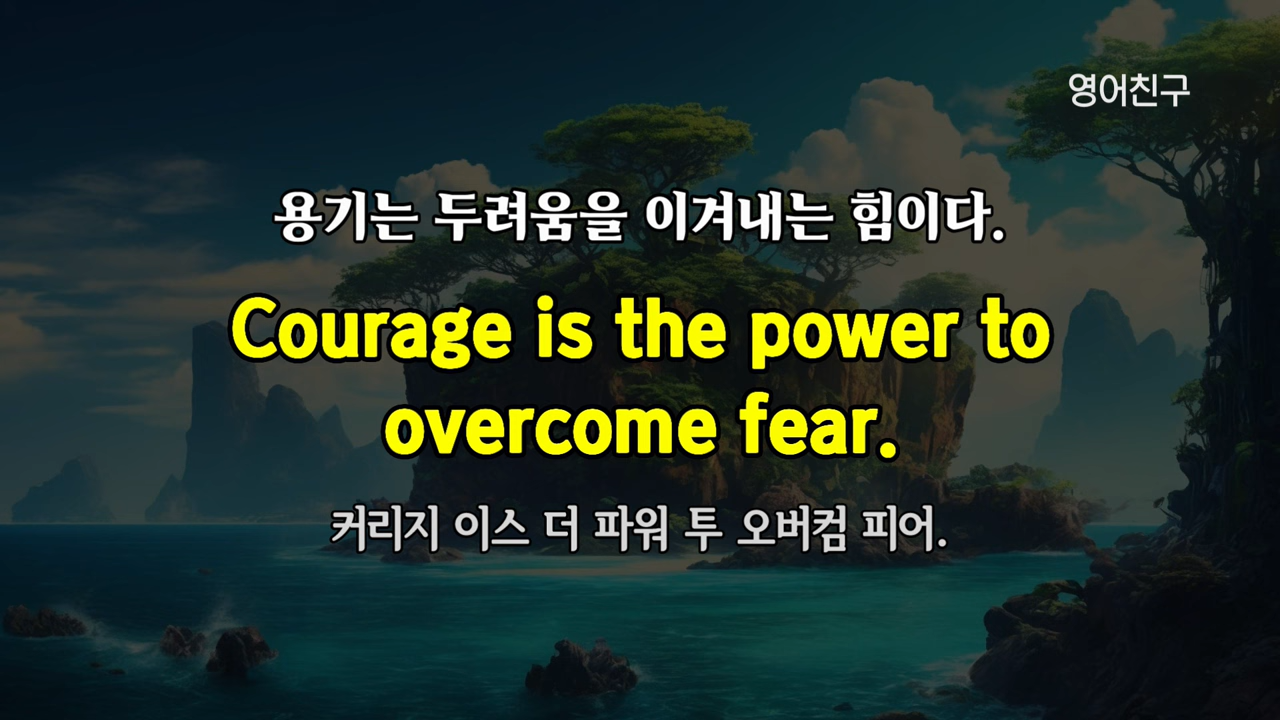 영어친구
용기는 두려움을 이겨내는 힘이다.
Courage is the power to
overcome fear.
커리지 이스 더 파워 투 오버컴 피어.